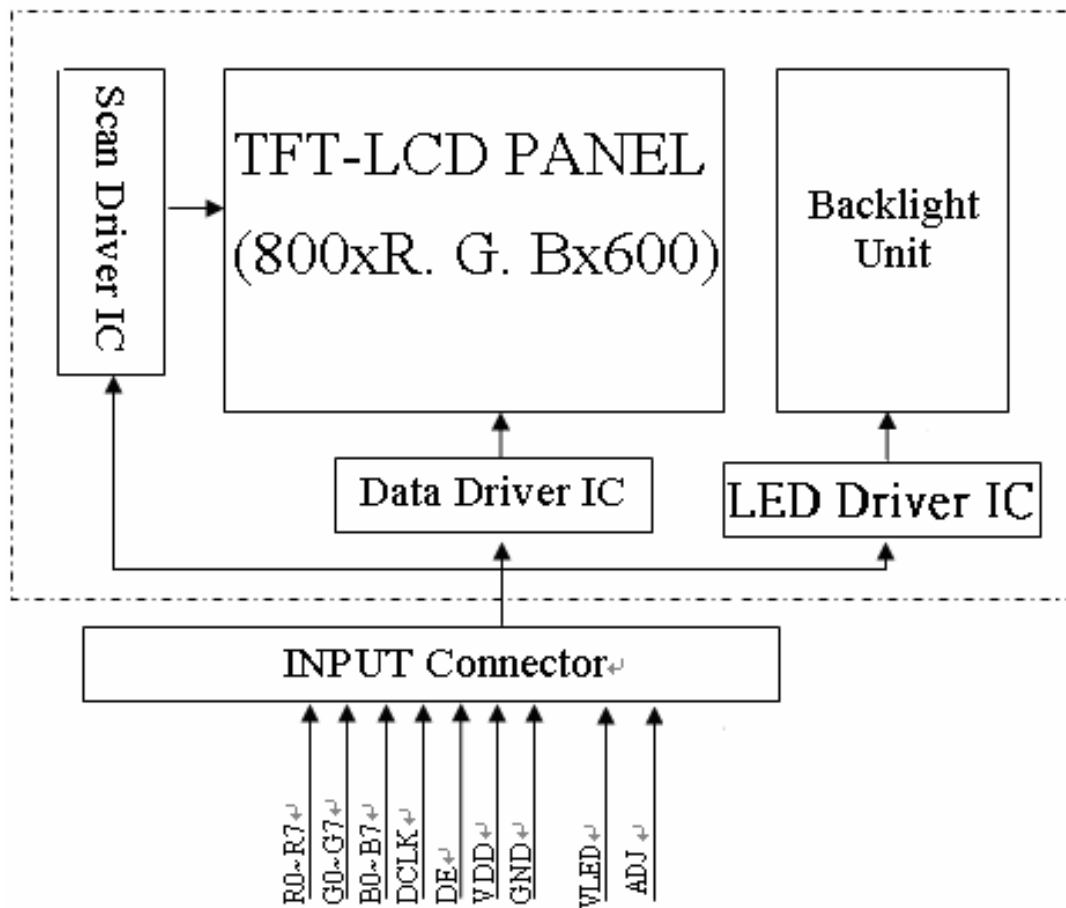 Scan Driver IC
TFT-LCD PANEL
(800xR. G. Bx600)
Backlight
Unit
Data Driver IC
LED Driver IC
INPUT Connector↵
R0~R7↵
G0~G7↵
B0~B7↵
DCLK↵
DE↵
VDD↵
GND↵
VLED↵
ADJ↵